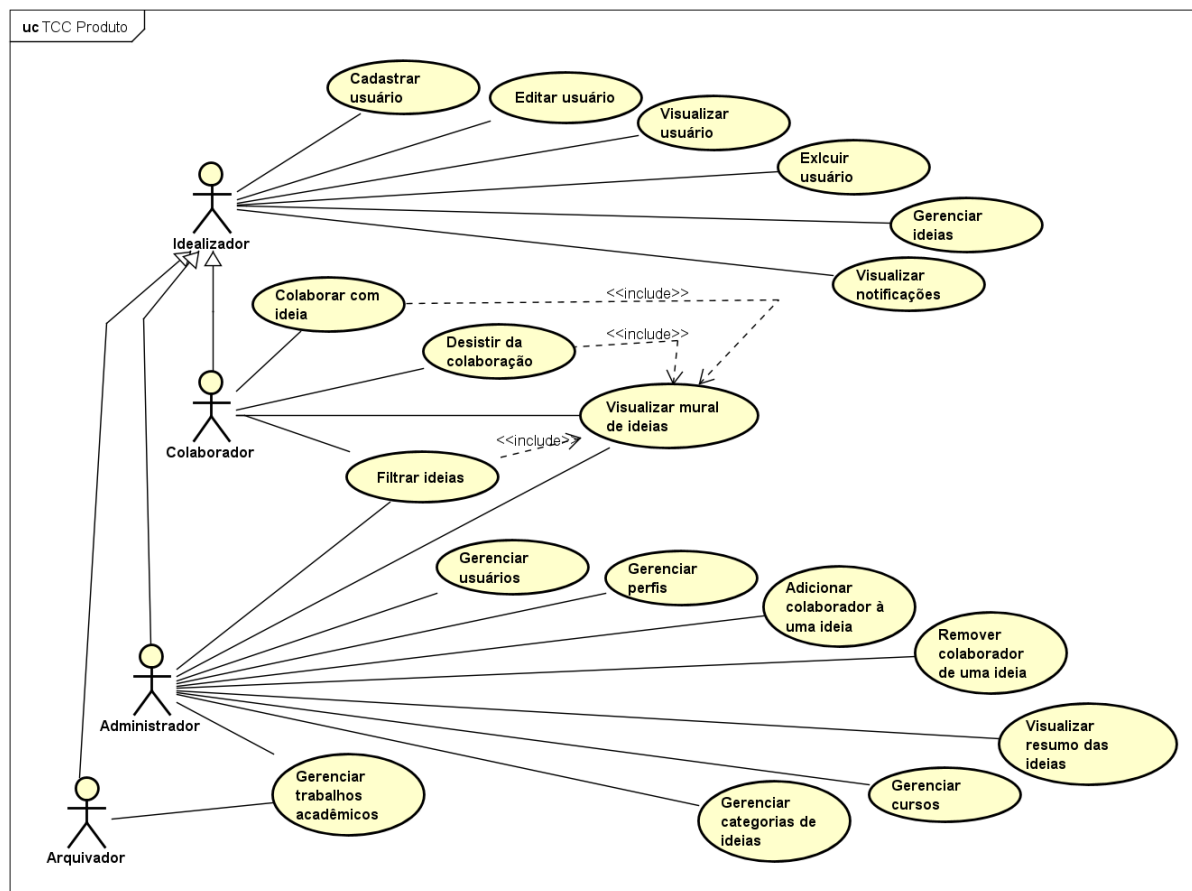 uc TCC Produto
Cadastrar
usuário
Editar usuário
Visualizar
usuário
Exlcuir
usuário
Idealizador
Gerenciar
ideias
Visualizar
notificações
Colaborar com
ideia
<<include>>
Desistir da
colaboração
<<include>>
Colaborador
Visualizar mural
de ideias
<<include>>
Filtrar ideias
Gerenciar
usuários
Gerenciar
perfis
Adicionar
colaborador à
uma ideia
Remover
colaborador
de uma ideia
Administrador
Visualizar
resumo das
ideias
Gerenciar
trabalhos
acadêmicos
Gerenciar
cursos
Gerenciar
categorias de
ideias
Arquivador